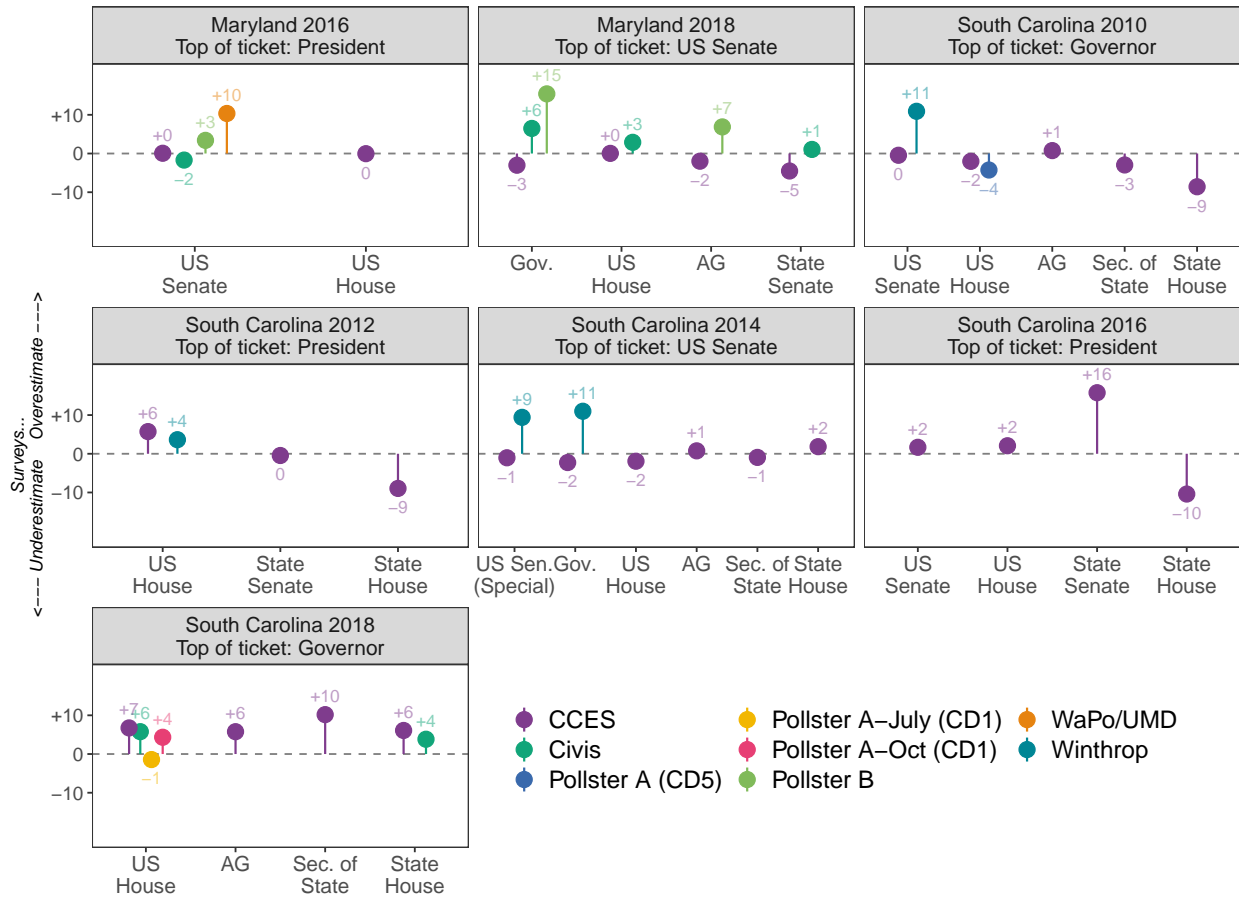 Maryland 2016
Top of ticket: President
Maryland 2018
Top of ticket: US Senate
South Carolina 2010
Top of ticket: Governor
+10
0
−10
+0
−2
+3
+10
0
−3
+6
+15
+0
+3
−2
+7
−5
+1
0
+11
−2
−4
+1
−3
−9
US
Senate
US
House
Gov.
US
House
AG
State
Senate
US
Senate
US
House
AG
Sec. of
State
State
House
Surveys...
<−−−− Underestimate   Overestimate −−−−>
South Carolina 2012
Top of ticket: President
South Carolina 2014
Top of ticket: US Senate
South Carolina 2016
Top of ticket: President
+10
0
−10
+6
+4
0
−9
−1
+9
−2
+11
−2
+1
−1
+2
+2
+2
+16
−10
US
House
State
Senate
State
House
US Sen.
(Special)
Gov.
US
House
AG
Sec. of
State
State
House
US
Senate
US
House
State
Senate
State
House
South Carolina 2018
Top of ticket: Governor
+10
0
−10
+7
+6
−1
+4
+6
+10
+6
+4
US
House
AG
Sec. of
State
State
House
CCES
Civis
Pollster A (CD5)
Pollster A−July (CD1)
Pollster A−Oct (CD1)
Pollster B
WaPo/UMD
Winthrop